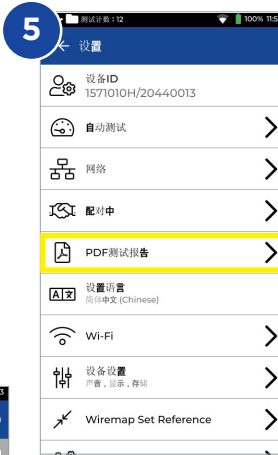 5
测试计数:12
100% 11:5
设置
设备ID
1571010H/20440013
自动测试
网络
配对中
PDF测试报告
设置语言
简体中文 (Chinese)
Wi-Fi
设备设置
声音,显示,存储
Wiremap Set Reference